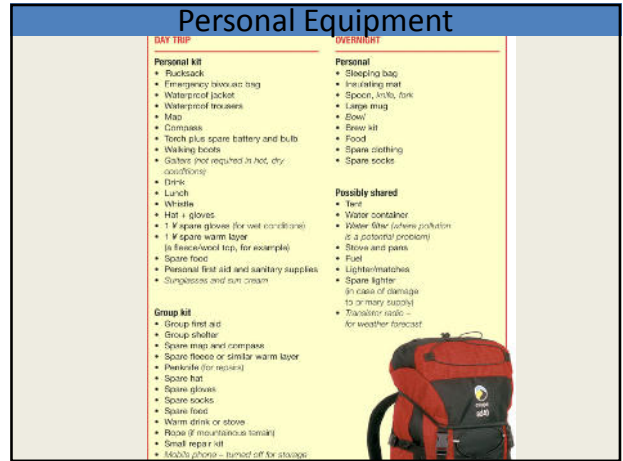 Personal Equipment
DAY TRIP
Personal kit
• Rucksack
• Emergency bivouac bag
• Waterproof jacket
• Waterproof trousers
• Map
• Compass
• Torch plus spare battery and bulb
• Walking boots
• Gaiters (not required in hot, dry
conditions)
• Drink
• Lunch
• Whistle
• Hat + gloves
• 1 ¥ spare gloves (for wet conditions)
• 1 ¥ spare warm layer
(a fleece/wool top, for example)
• Spare food
• Personal first aid and sanitary supplies
• Sunglasses and sun cream
Group kit
• Group first aid
• Group shelter
• Spare map and compass
• Spare fleece or similar warm layer
• Penknife (for repairs)
• Spare hat
• Spare gloves
• Spare socks
• Spare food
• Warm drink or stove
• Rope (if mountainous terrain)
• Small repair kit
• Mobile phone – turned off for storage
OVERNIGHT
Personal
• Sleeping bag
• Insulating mat
• Spoon, knife, fork
• Large mug
• Bowl
• Brew kit
• Food
• Spare clothing
• Spare socks
Possibly shared
• Tent
• Water container
• Water filter (where pollution
is a potential problem)
• Stove and pans
• Fuel
• Lighter/matches
• Spare lighter
(in case of damage
to primary supply)
• Transistor radio –
for weather forecast